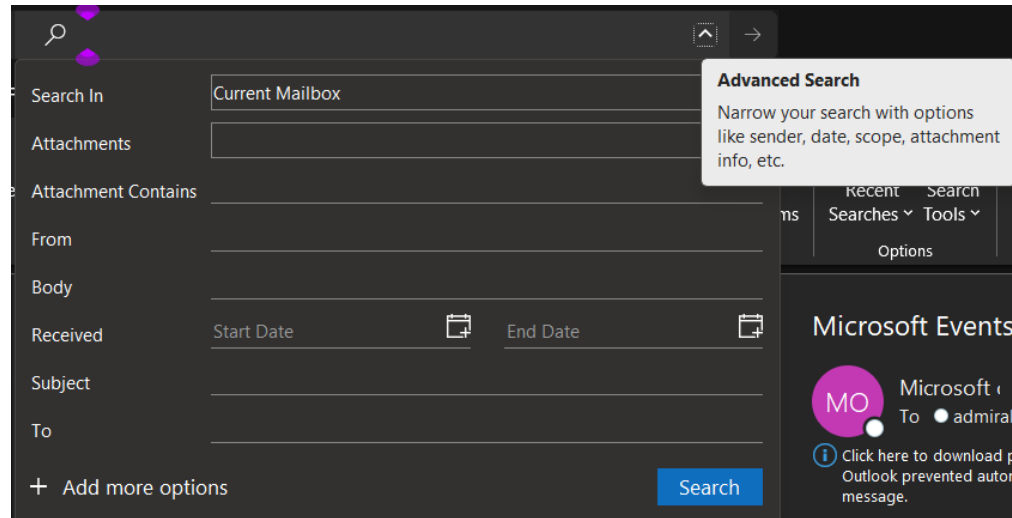 Advanced Search
Narrow your search with options
like sender, date, scope, attachment
info, etc.
Search In
Current Mailbox
Attachments
Attachment Contains
From
Body
Received
Start Date
End Date
Subject
To
+ Add more options
Search
Recent
Searches
Search
Tools
Options
Microsoft Events
MO
Microsoft
To
Click here to download
Outlook prevented
message.